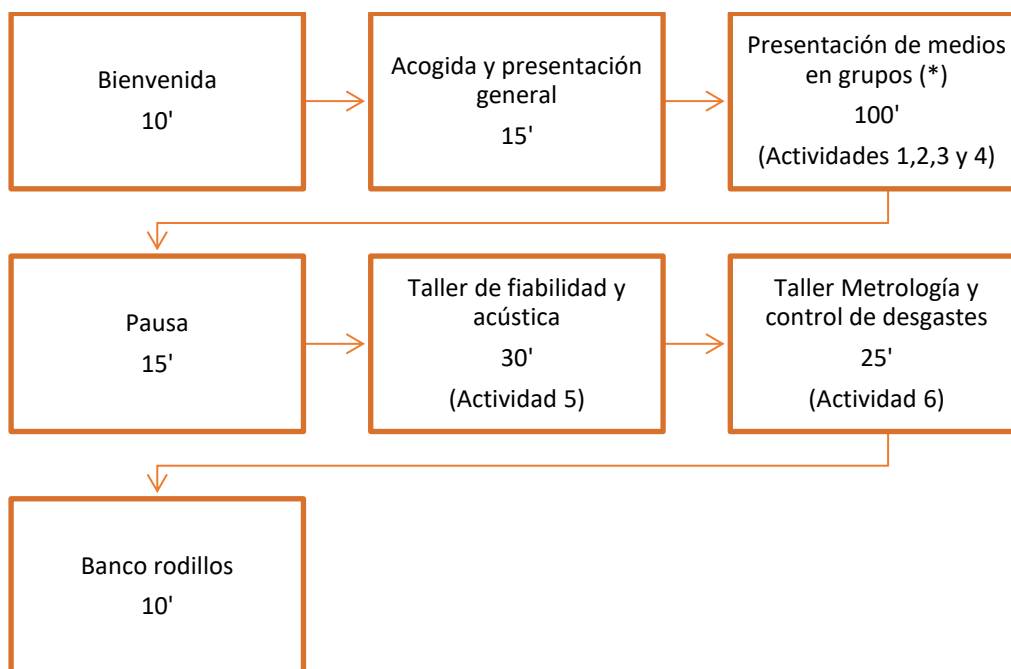 Bienvenida
10'
Acogida y presentación
general
15'
Presentación de medios
en grupos (*)
100'
(Actividades 1,2,3 y 4)
Pausa
15'
Taller de fiabilidad y
acústica
30'
(Actividad 5)
Taller Metrología y
control de desgastes
25'
(Actividad 6)
Banco rodillos
10'